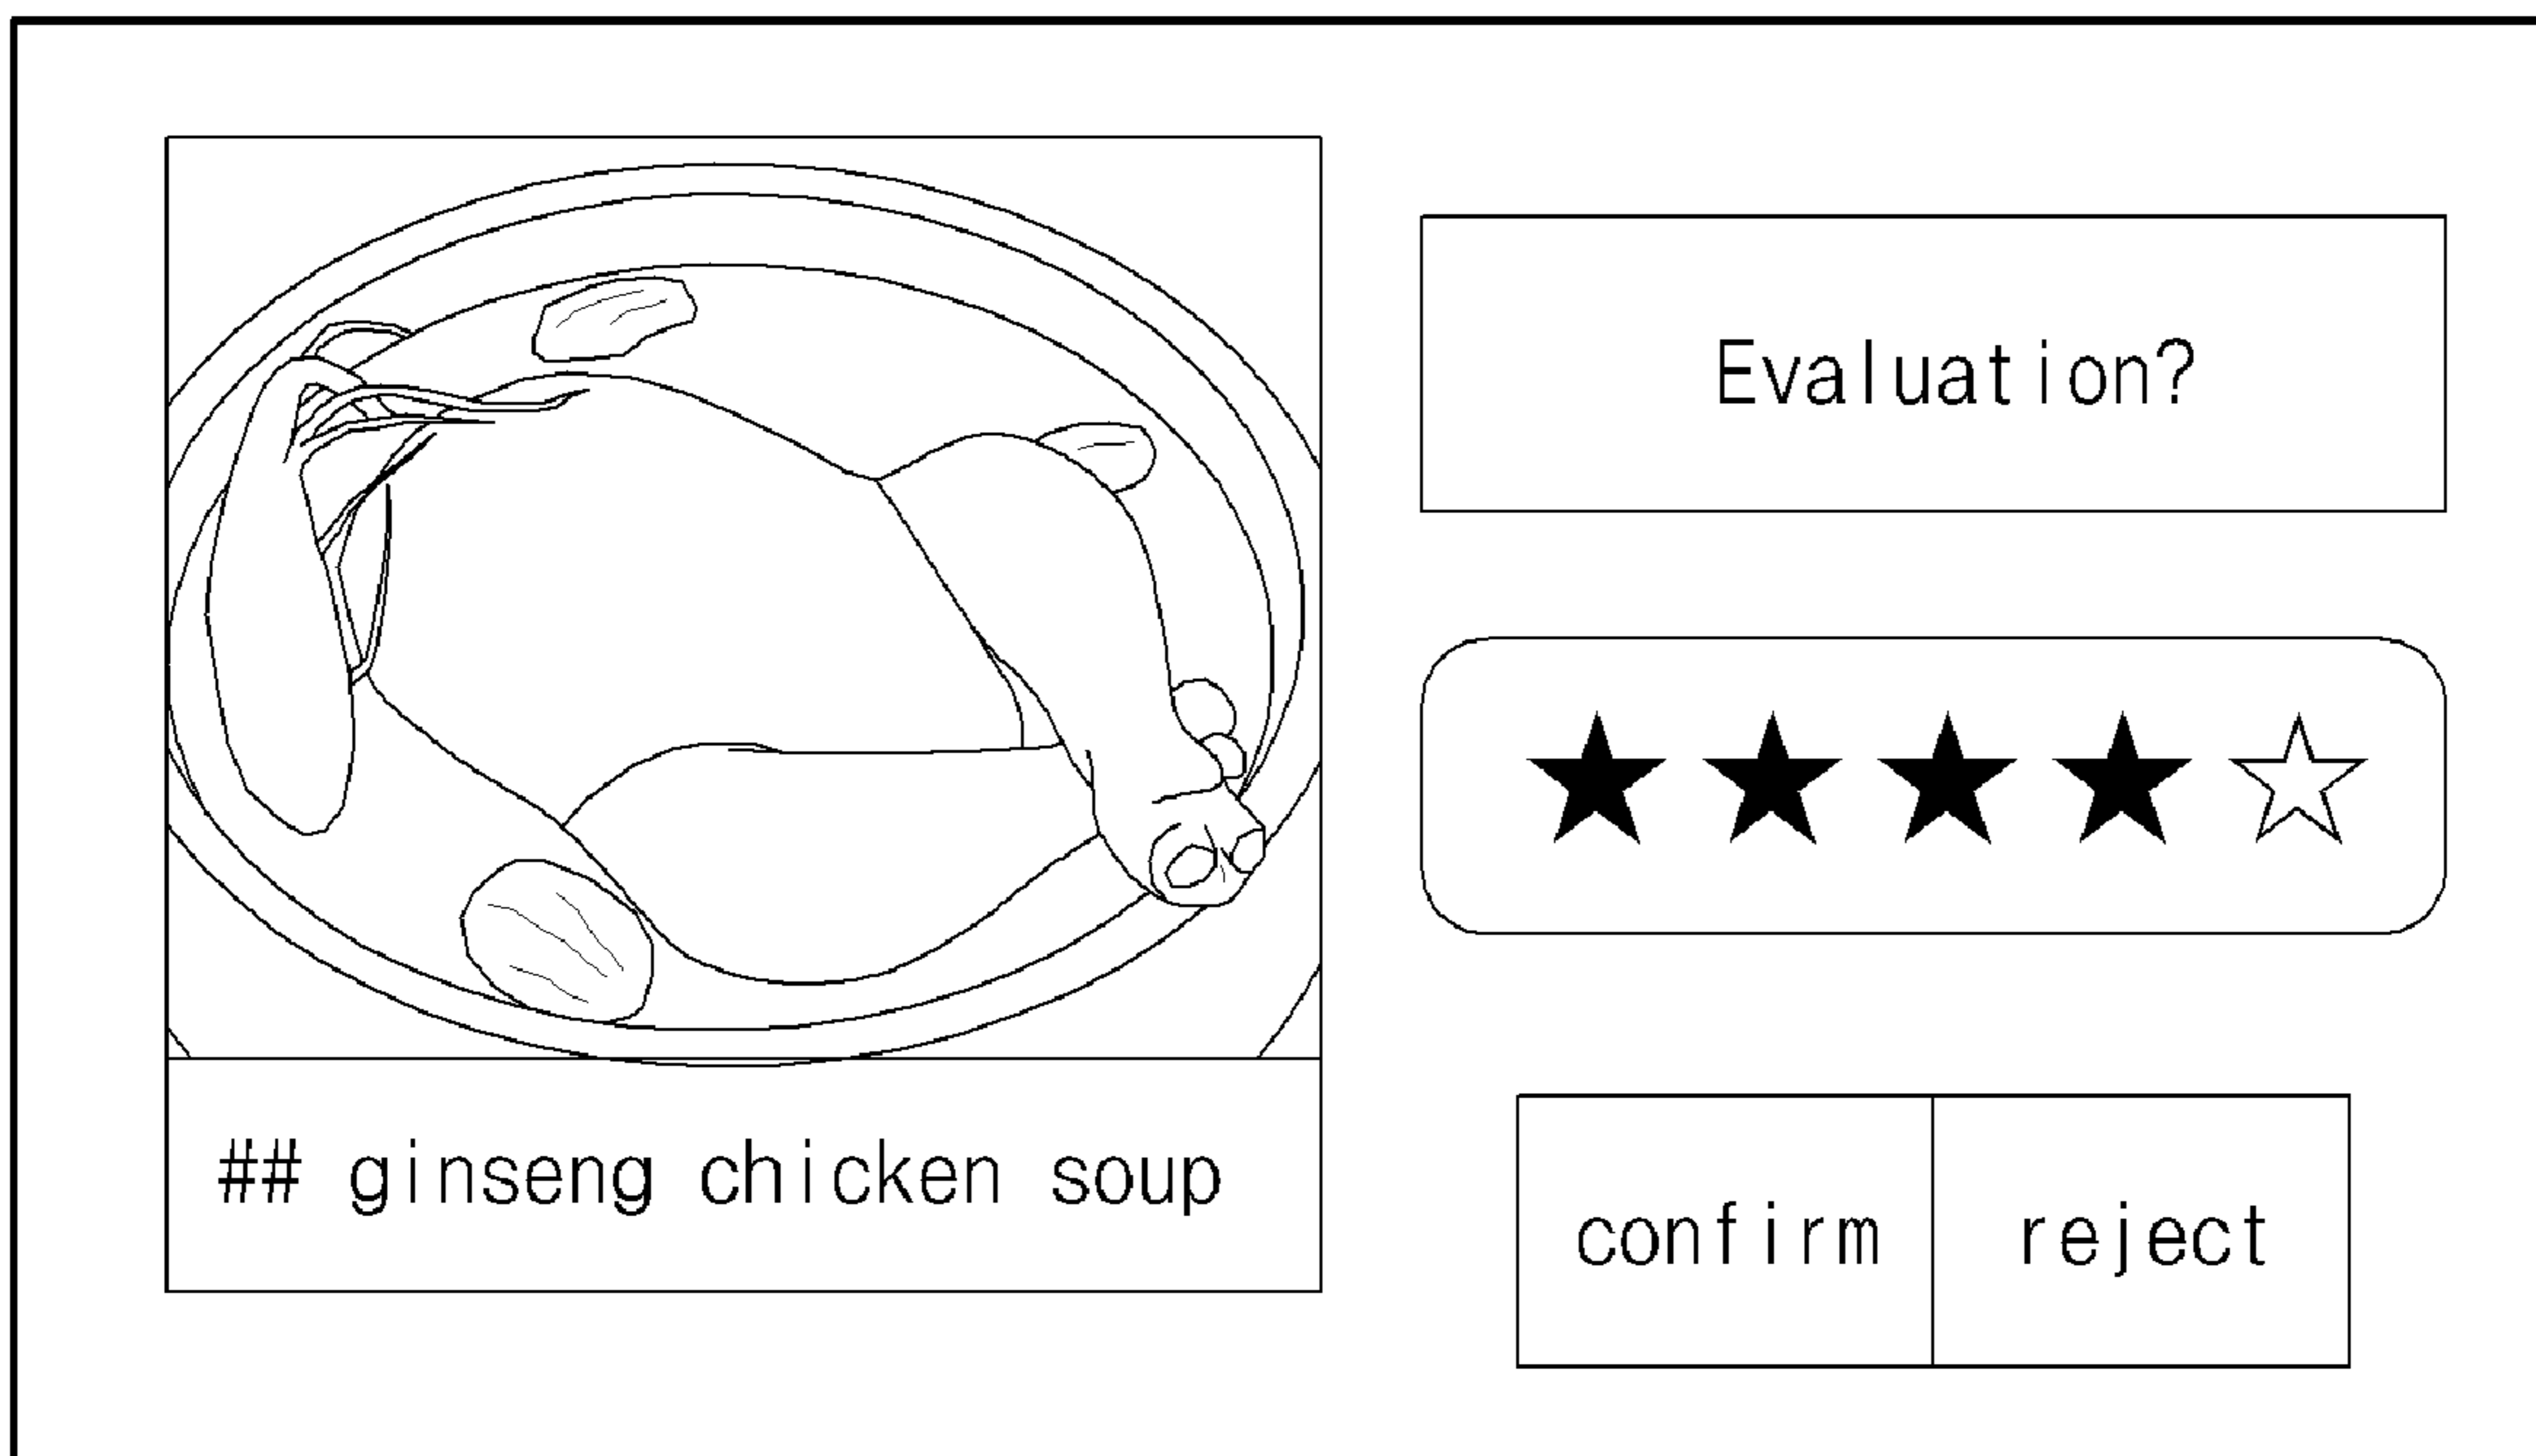 ## ginseng chicken soup
Evaluation?
confirm
reject